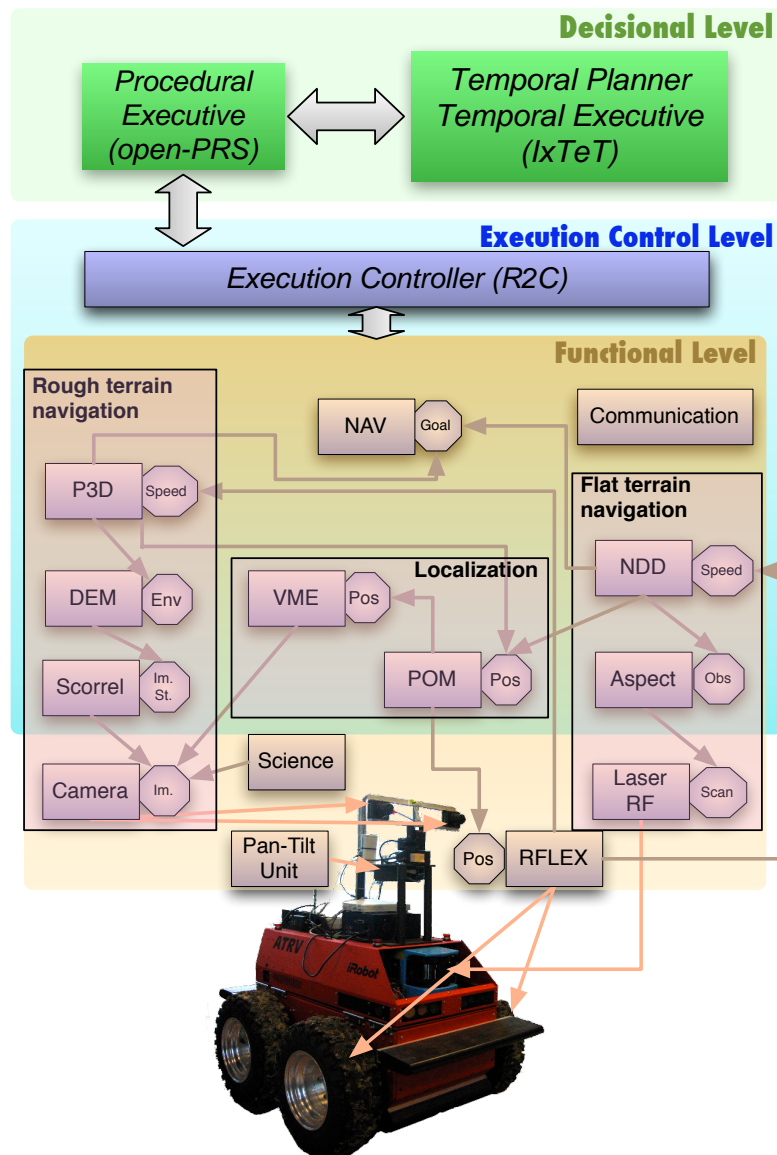 Decisional Level
Procedural
Executive
(open-PRS)
Temporal Planner
Temporal Executive
(IxTeT)
Execution Control Level
Execution Controller (R2C)
Functional Level
Rough terrain
navigation
NAV
Goal
Communication
P3D
Speed
Flat terrain
navigation
Localization
DEM
Env
VME
Pos
NDD
Speed
Scorrel
Im.
St.
POM
Pos
Aspect
Obs
Camera
Im.
Science
Laser
RF
Scan
Pan-Tilt
Unit
Pos
RFLEX
ATRV
iRobot